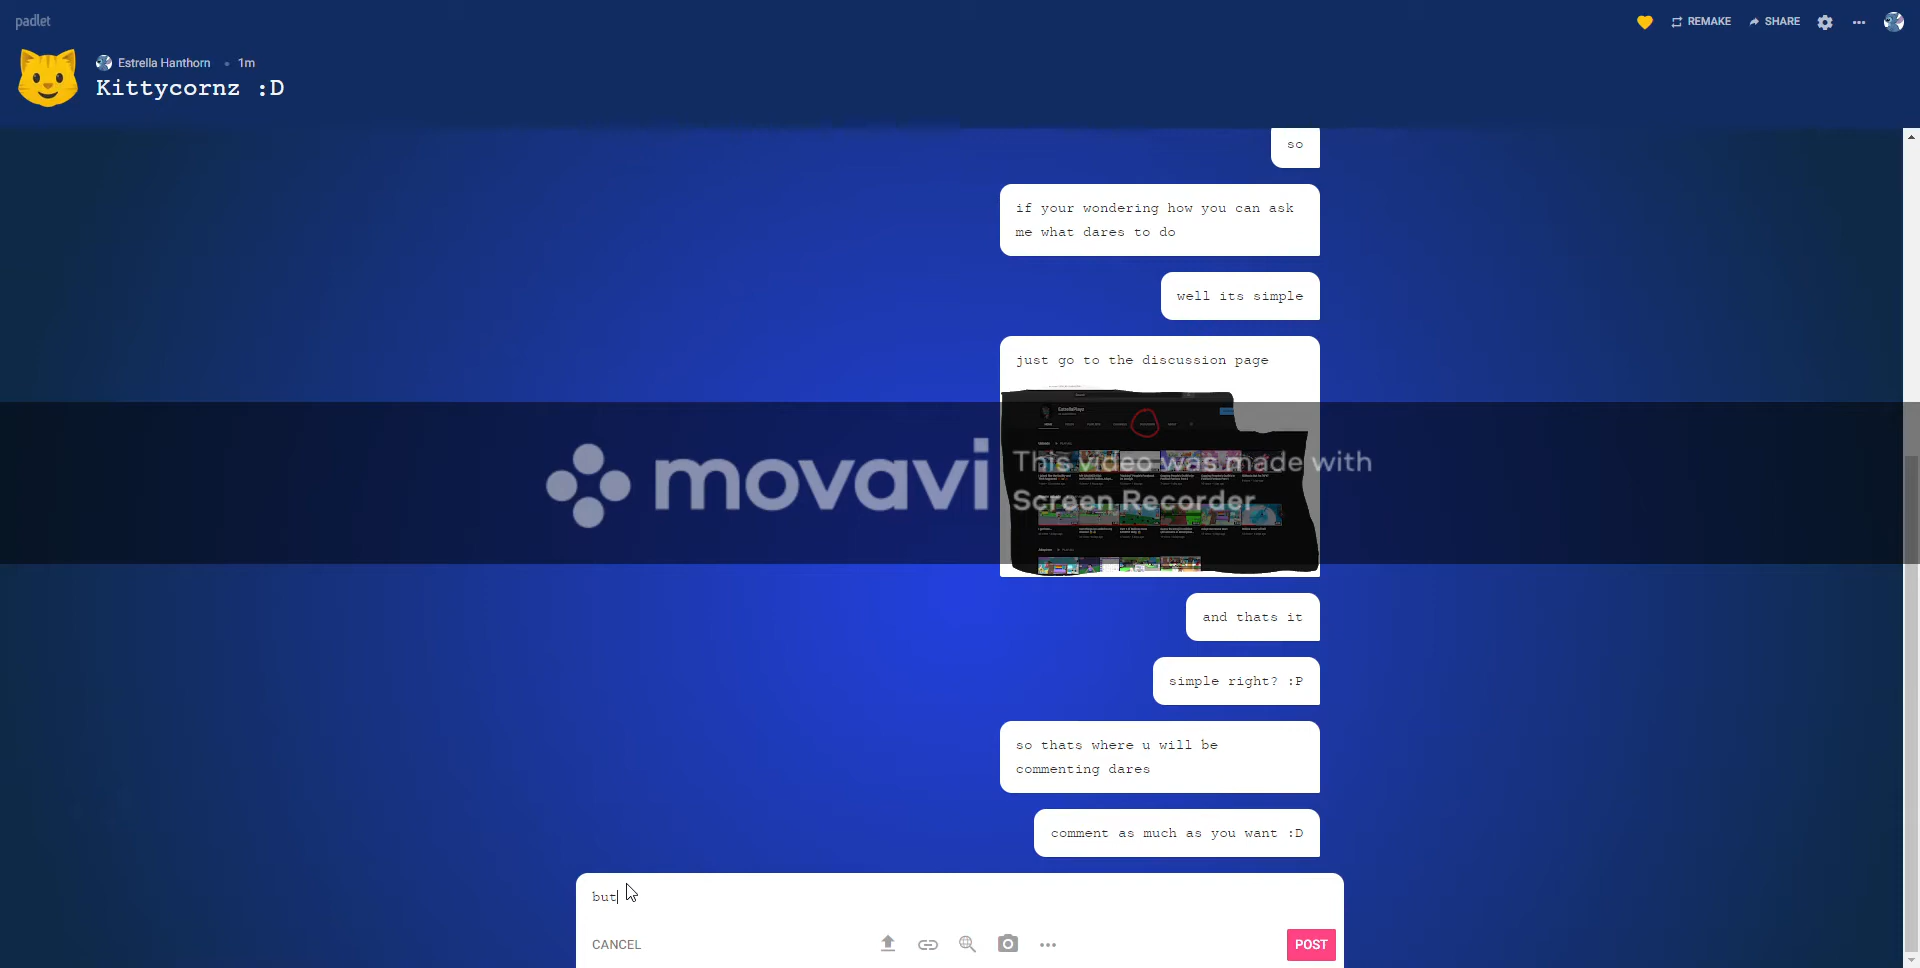 padlet
REMAKE
SHARE
Estrella Hanthorn • 1m
Kittycornz :D
so
if your wondering how you can ask
me what dares to do
well its simple
just go to the discussion page
movavi
This video was made with
Screen Recorder
and thats it
simple right? :P
so thats where u will be
commenting dares
comment as much as you want :D
but
CANCEL
POST